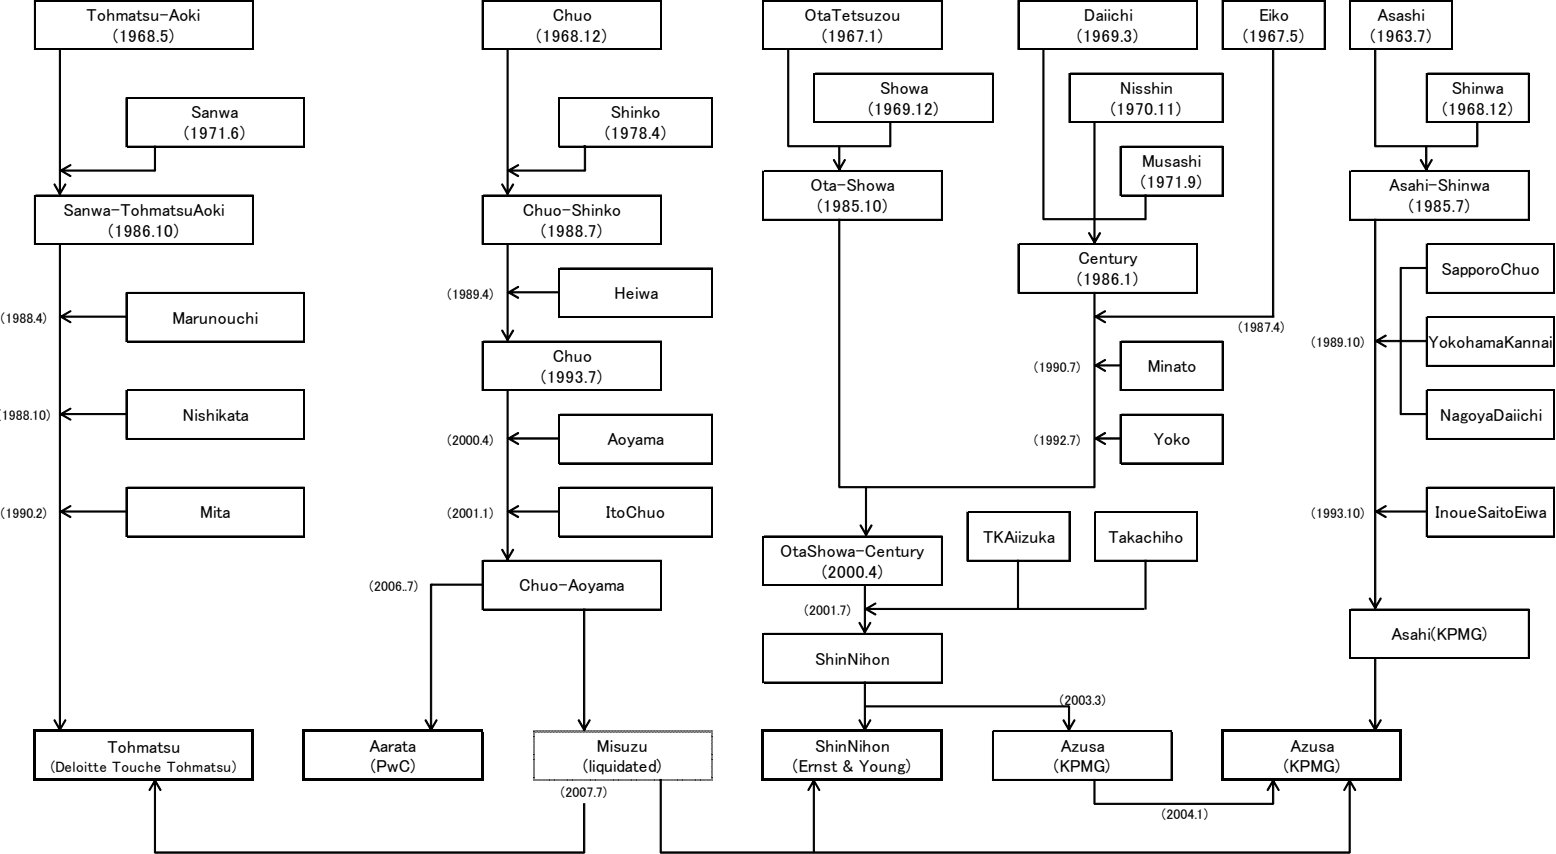 Tohmatsu-Aoki
(1968.5)
Chuo
(1968.12)
OtaTetsuzou
(1967.1)
Daiichi
(1969.3)
Eiko
(1967.5)
Asashi
(1963.7)
Showa
(1969.12)
Nisshin
(1970.11)
Shinwa
(1968.12)
Sanwa
(1971.6)
Shinko
(1978.4)
Musashi
(1971.9)
Ota-Showa
(1985.10)
Asahi-Shinwa
(1985.7)
Sanwa-TohmatsuAoki
(1986.10)
Chuo-Shinko
(1988.7)
Century
(1986.1)
SapporoChuo
(1989.4)
Heiwa
(1988.4)
Marunouchi
(1987.4)
(1989.10)
YokohamaKannai
Chuo
(1993.7)
(1990.7)
Minato
(1988.10)
Nishikata
NagoyaDaiichi
(2000.4)
Aoyama
(1992.7)
Yoko
(1990.2)
Mita
(2001.1)
ItoChuo
(1993.10)
InoueSaitoEiwa
TKAiizuka
Takachiho
OtaShowa-Century
(2000.4)
(2006..7)
Chuo-Aoyama
(2001.7)
Asahi(KPMG)
ShinNihon
(2003.3)
Tohmatsu
(Deloitte Touche Tohmatsu)
Aarata
(PwC)
Misuzu
(liquidated)
ShinNihon
(Ernst & Young)
Azusa
(KPMG)
Azusa
(KPMG)
(2007.7)
(2004.1)